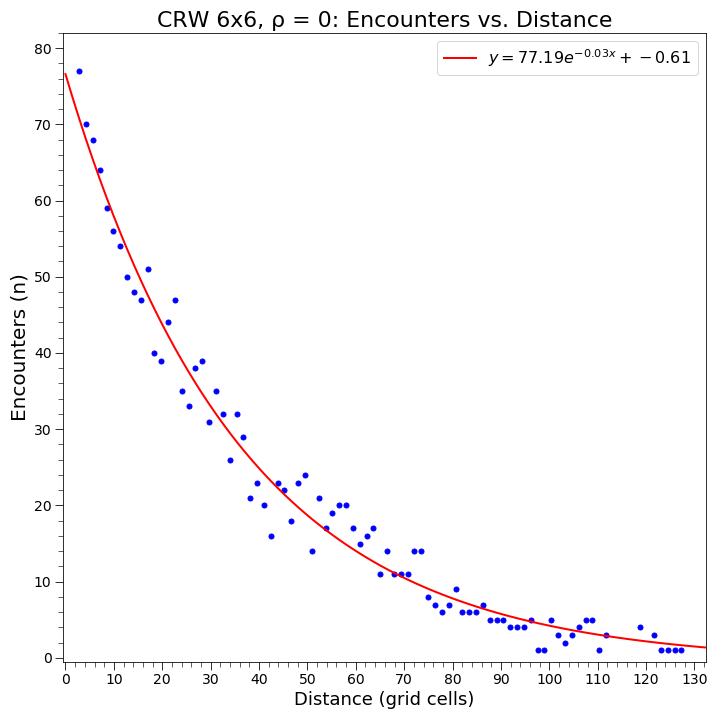 CRW 6x6, ρ = 0: Encounters vs. Distance
y = 77.19e^{-0.03x} + -0.61
80
70
60
50
40
30
20
10
0
Encounters (n)
0 10 20 30 40 50 60 70 80 90 100 110 120 130
Distance (grid cells)